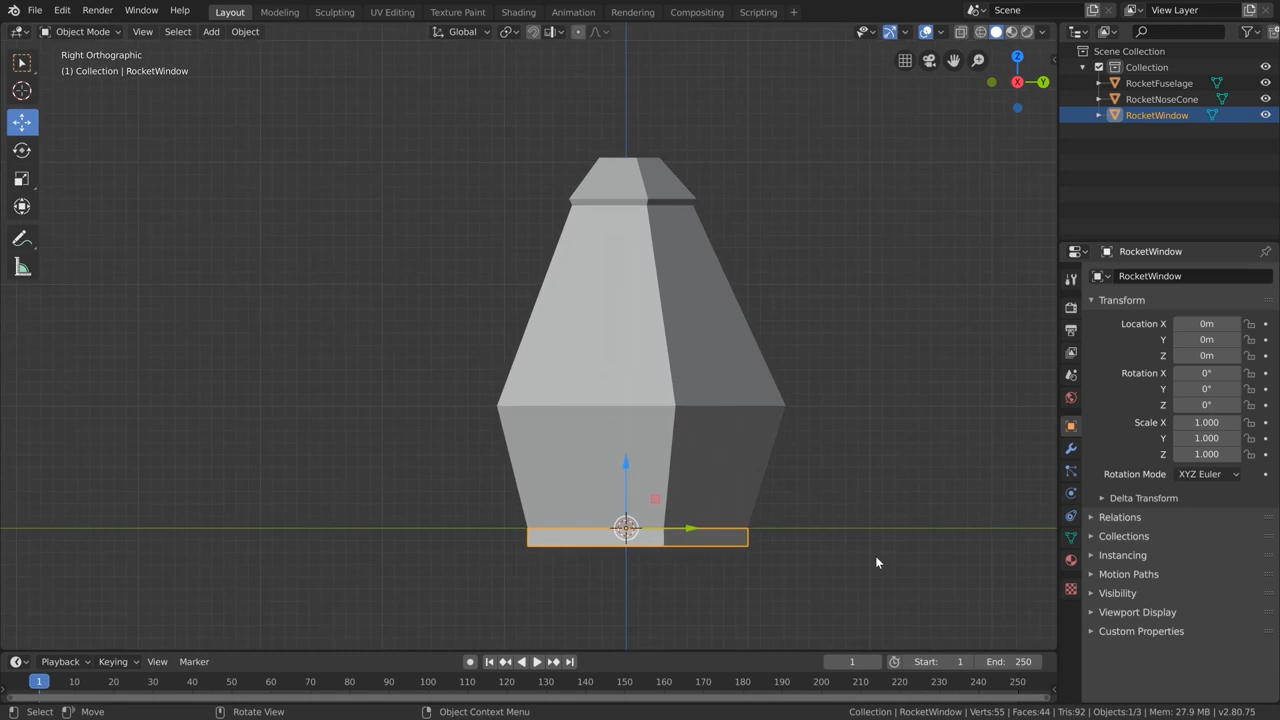 File Edit Render Window Help Layout Modeling Sculpting UV Editing Texture Paint Shading Animation Rendering Compositing Scripting + Scene View Layer
Object Mode View Select Add Object Global
Right Orthographic
(1) Collection | RocketWindow
Z
X
Y
Scene Collection
Collection
RocketFuselage
RocketNoseCone
RocketWindow
RocketWindow
RocketWindow
Transform
Location X 0m
Y 0m
Z 0m
Rotation X 0°
Y 0°
Z 0°
Scale X 1.000
Y 1.000
Z 1.000
Rotation Mode XYZ Euler
Delta Transform
Relations
Collections
Instancing
Motion Paths
Visibility
Viewport Display
Custom Properties
Playback Keying View Marker 1 Start: 1 End: 250
1 10 20 30 40 50 60 70 80 90 100 110 120 130 140 150 160 170 180 190 200 210 220 230 240 250
Select Move Rotate View Object Context Menu Collection | RocketWindow | Verts:55 | Faces:44 | Tris:92 | Objects:1/3 | Mem: 27.9 MB | v2.80.75